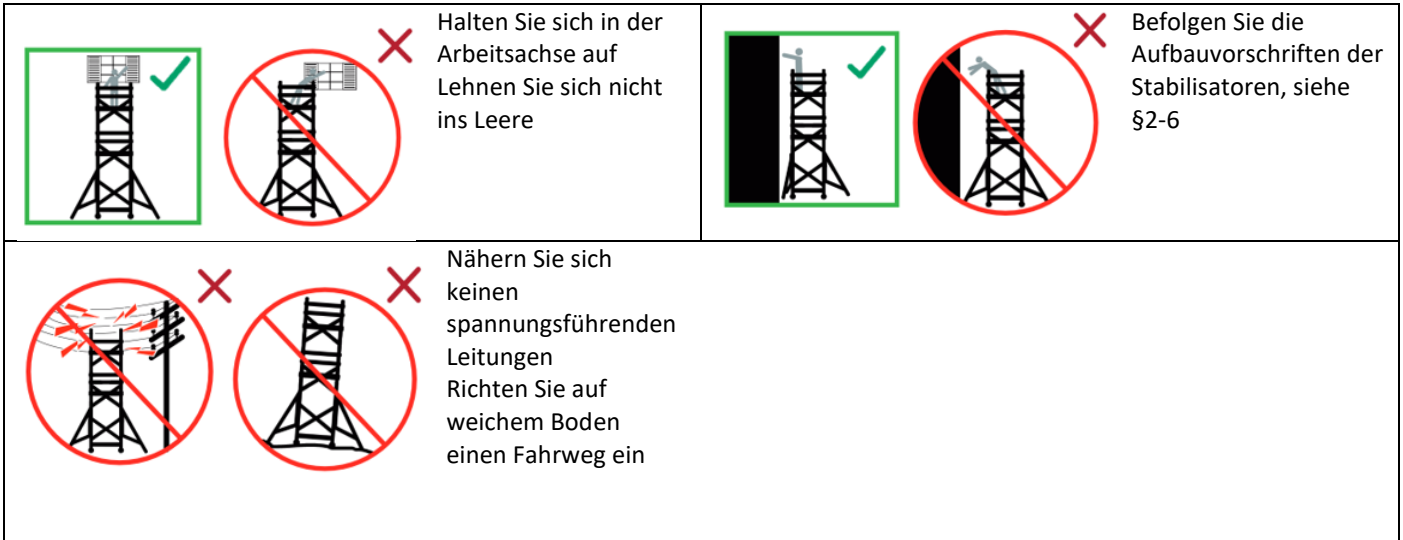 Halten Sie sich in der
Arbeitsachse auf
Lehnen Sie sich nicht
ins Leere
Befolgen Sie die
Aufbauvorschriften der
Stabilisatoren, siehe
§2-6
Nähern Sie sich
keinen
spannungsführenden
Leitungen
Richten Sie auf
weichem Boden
einen Fahrweg ein